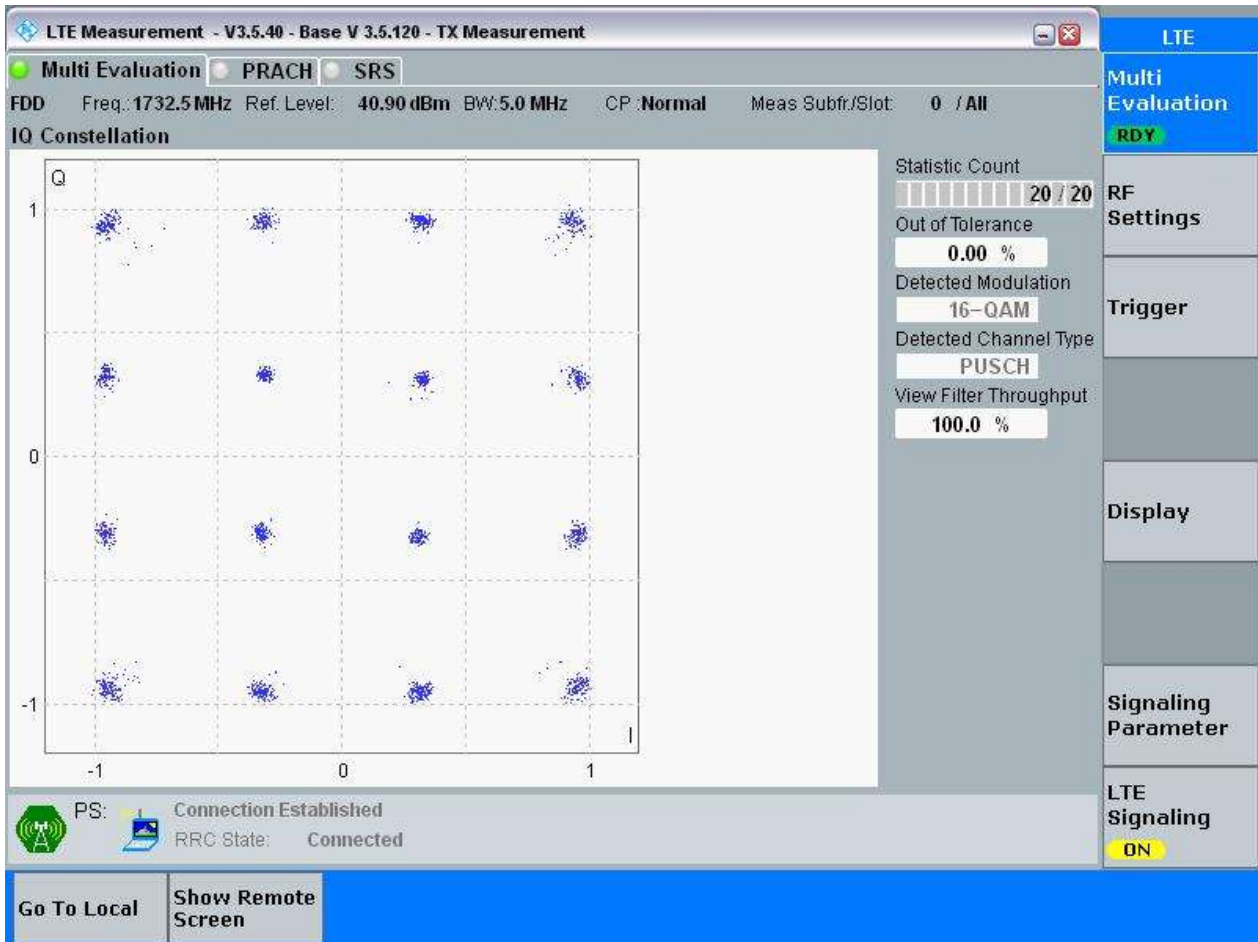 LTE Measurement - V3.5.40 - Base V 3.5.120 - TX Measurement
LTE
Multi Evaluation PRACH SRS
Multi
Evaluation
RDY
FDD Freq.: 1732.5 MHz Ref. Level: 40.90 dBm BW: 5.0 MHz CP : Normal Meas Subfr./Slot: 0 / All
IQ Constellation
Q
1
0
-1
I
-1 0 1
Statistic Count
20 / 20
Out of Tolerance
0.00 %
Detected Modulation
16-QAM
Detected Channel Type
PUSCH
View Filter Throughput
100.0 %
RF
Settings
Trigger
Display
Signaling
Parameter
LTE
Signaling
ON
PS: Connection Established
RRC State: Connected
Go To Local
Show Remote
Screen